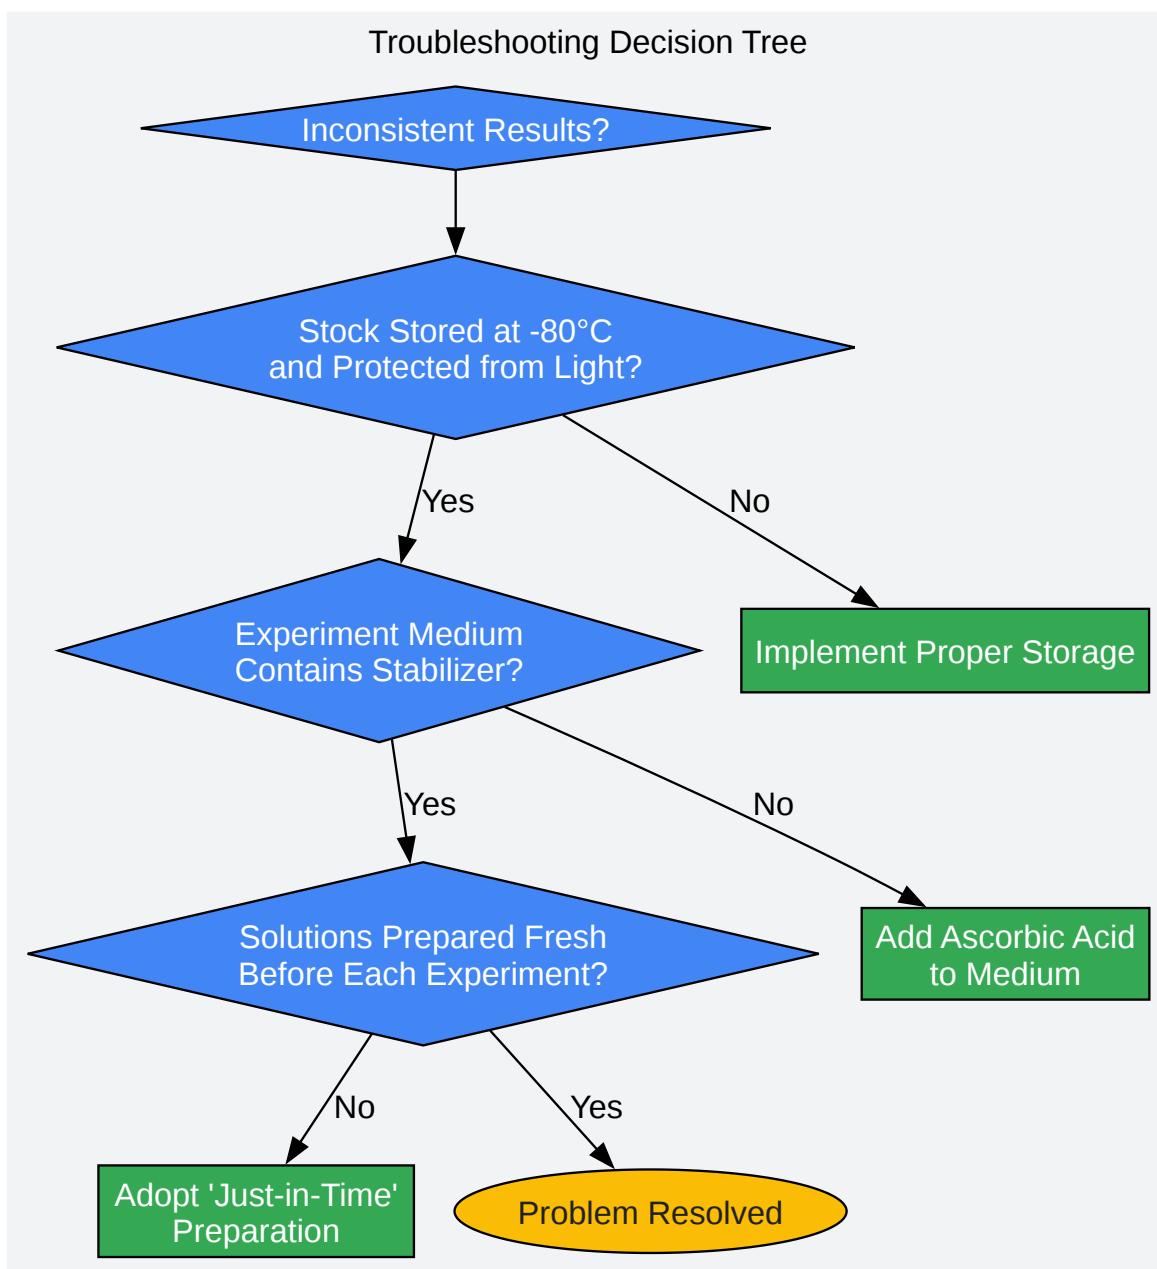 Troubleshooting Decision Tree
Inconsistent Results?
Stock Stored at -80°C
and Protected from Light?
Yes
No
Experiment Medium
Contains Stabilizer?
Implement Proper Storage
Yes
No
Solutions Prepared Fresh
Before Each Experiment?
Add Ascorbic Acid
to Medium
No
Yes
Adopt 'Just-in-Time'
Preparation
Problem Resolved